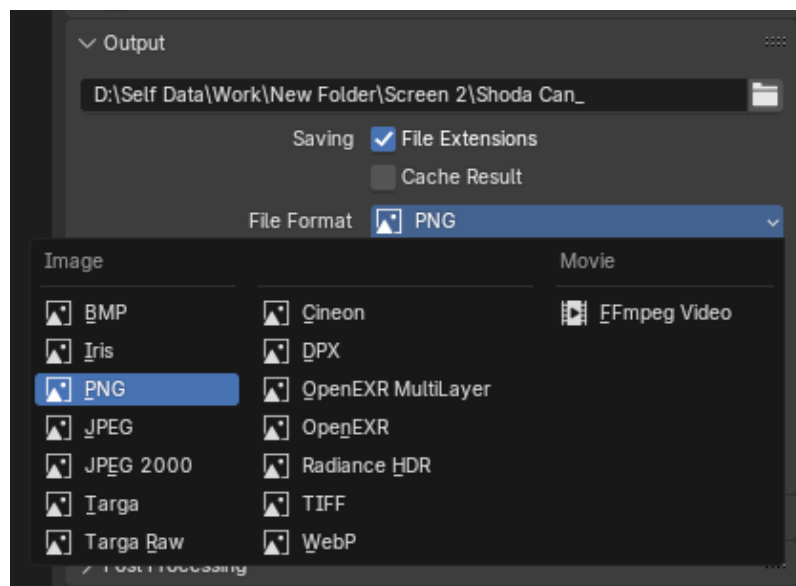 Output
D:\Self Data\Work\New Folder\Screen 2\Shoda Can_
Saving File Extensions
Cache Result
File Format PNG
Image Movie
BMP Cineon FFmpeg Video
Iris DPX
PNG OpenEXR MultiLayer
JPEG OpenEXR
JPEG 2000 Radiance HDR
Targa TIFF
Targa Raw WebP
Post Processing